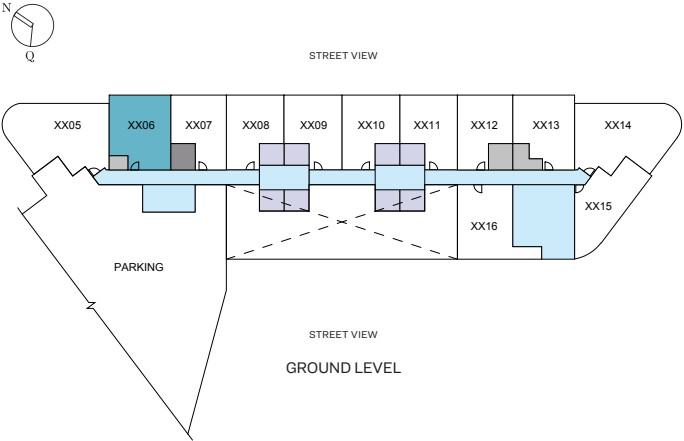 N
Q
STREET VIEW
XX05
XX06
XX07
XX08
XX09
XX10
XX11
XX12
XX13
XX14
XX15
XX16
PARKING
STREET VIEW
GROUND LEVEL